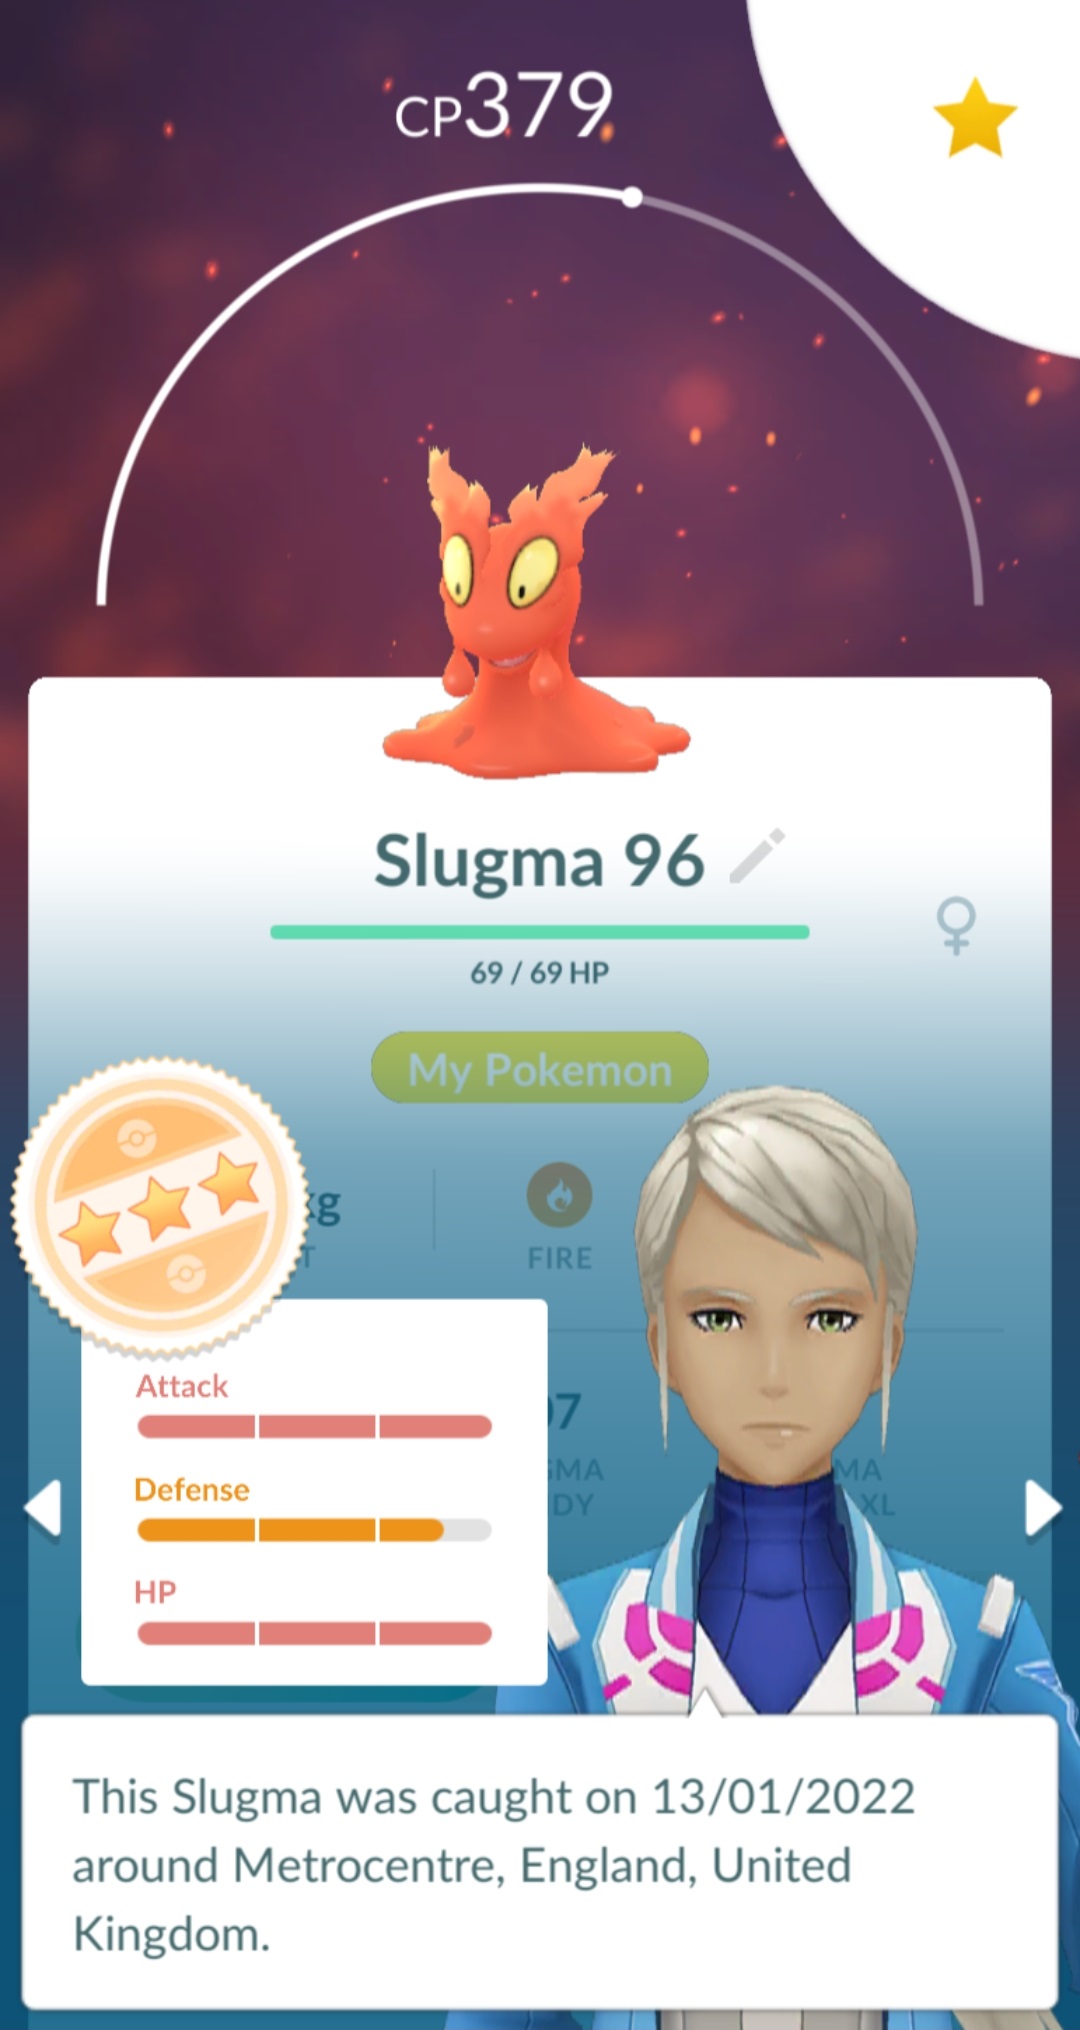 CP379
Slugma 96
69 / 69 HP
My Pokemon
kg
FIRE
Attack
Defense
HP
7
MA
DY
MA
XL
This Slugma was caught on 13/01/2022
around Metrocentre, England, United
Kingdom.